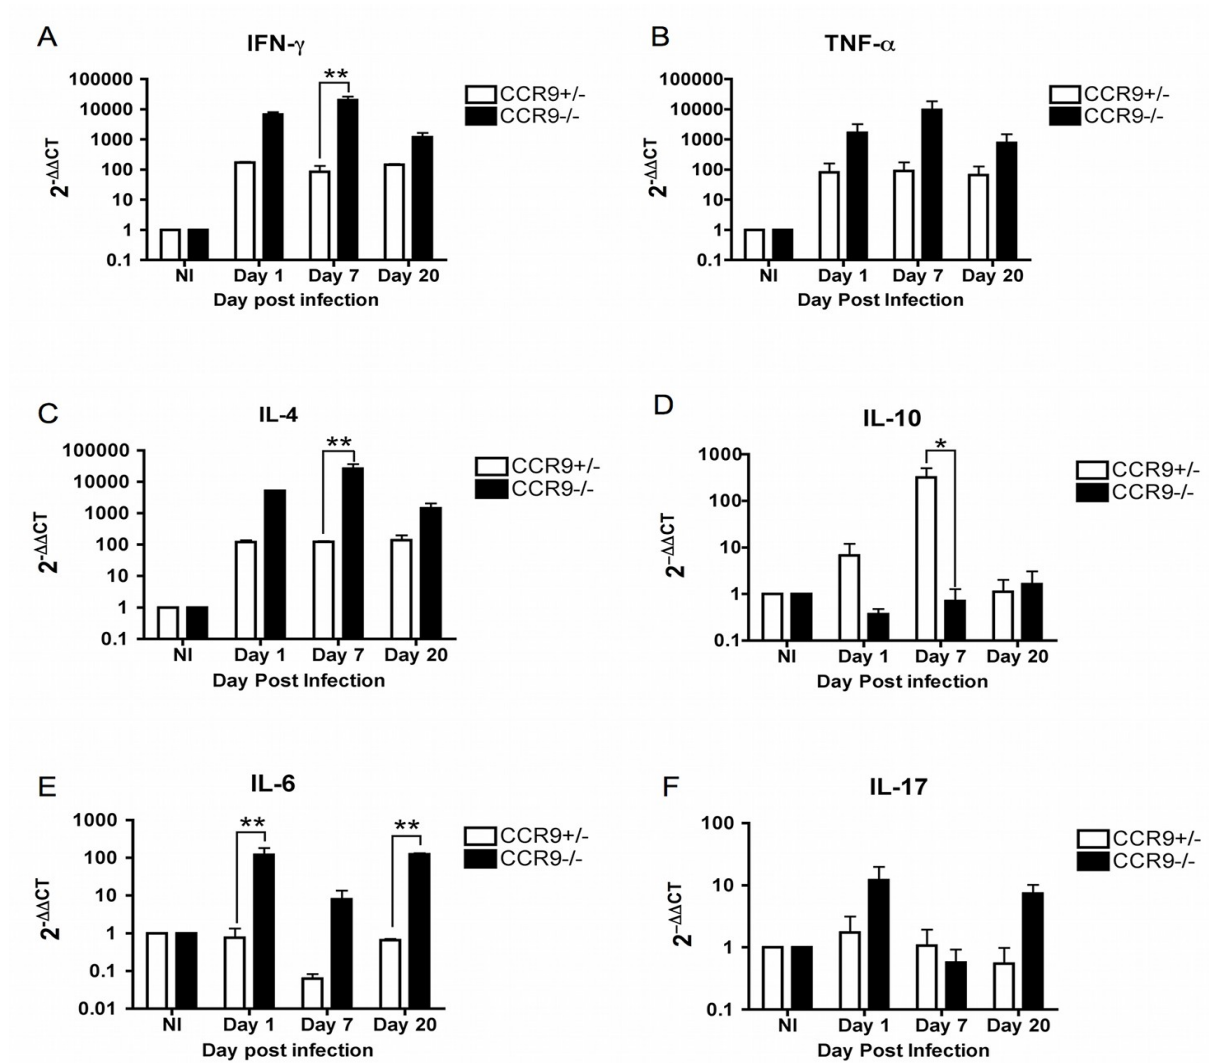 A
IFN-γ
**
100000
10000
1000
100
10
1
0.1
2-ΔΔCT
CCR9+/-
CCR9-/-
NI Day 1 Day 7 Day 20
Day post infection
B
TNF-α
100000
10000
1000
100
10
1
0.1
2-ΔΔCT
CCR9+/-
CCR9-/-
NI Day 1 Day 7 Day 20
Day Post Infection
C
IL-4
**
100000
10000
1000
100
10
1
0.1
2-ΔΔCT
CCR9+/-
CCR9-/-
NI Day 1 Day 7 Day 20
Day Post Infection
D
IL-10
*
1000
100
10
1
0.1
2-ΔΔCT
CCR9+/-
CCR9-/-
NI Day 1 Day 7 Day 20
Day Post infection
E
IL-6
** **
1000
100
10
1
0.1
0.01
2-ΔΔCT
CCR9+/-
CCR9-/-
NI Day 1 Day 7 Day 20
Day post infection
F
IL-17
100
10
1
0.1
2-ΔΔCT
CCR9+/-
CCR9-/-
NI Day 1 Day 7 Day 20
Day Post Infection